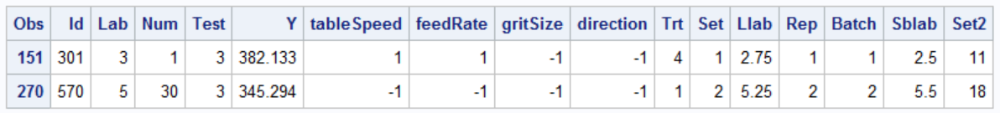 Obs Id Lab Num Test Y tableSpeed feedRate gritSize direction Trt Set Llab Rep Batch Sblab Set2
151 301 3 1 3 382.133 1 1 -1 -1 4 1 2.75 1 1 2.5 11
270 570 5 30 3 345.294 -1 -1 -1 -1 1 2 5.25 2 2 5.5 18